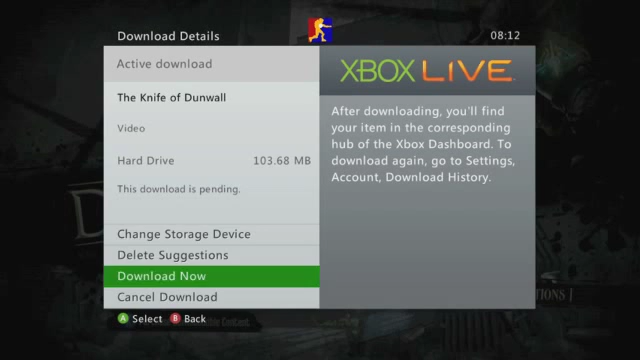 Download Details
08:12
Active download
The Knife of Dunwall
Video
Hard Drive 103.68 MB
This download is pending.
Change Storage Device
Delete Suggestions
Download Now
Cancel Download
XBOX LIVE
After downloading, you'll find
your item in the corresponding
hub of the Xbox Dashboard. To
download again, go to Settings,
Account, Download History.
A Select B Back